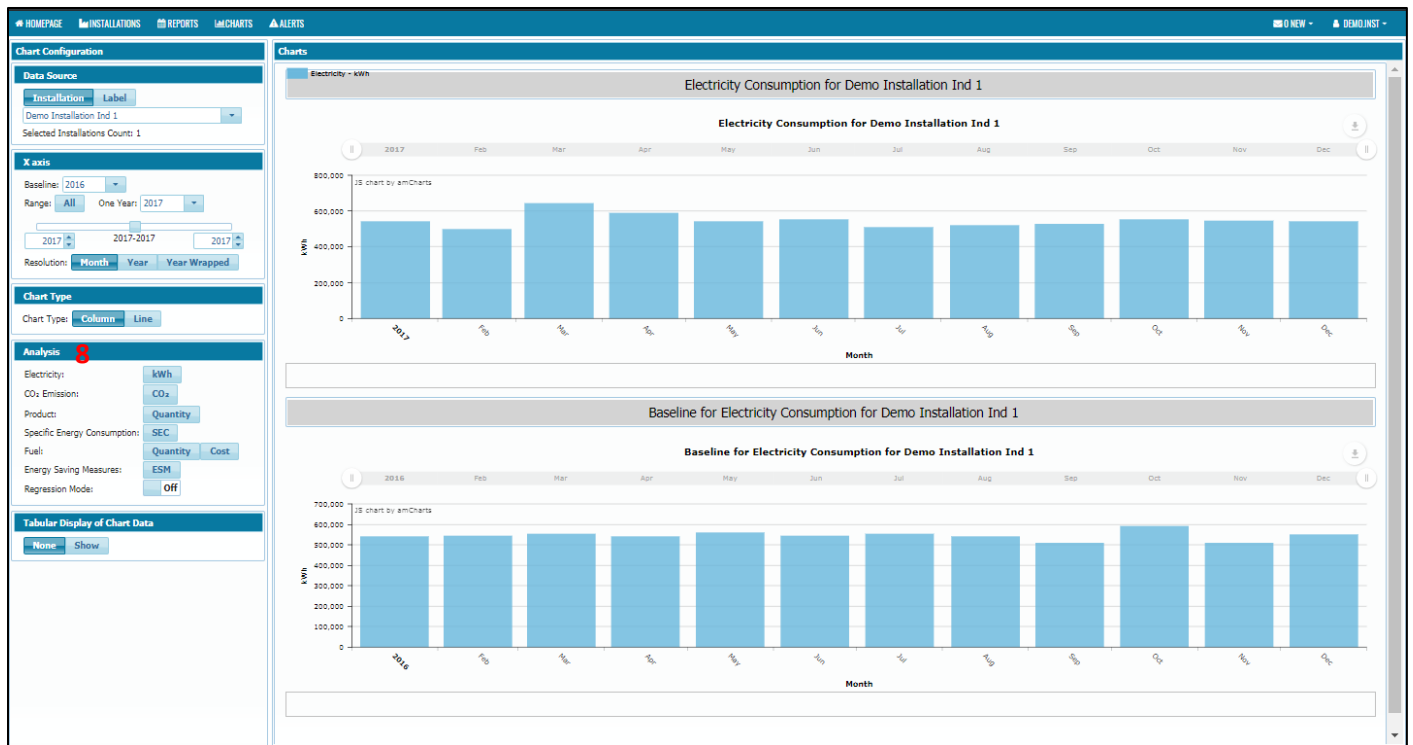 HOMEPAGE INSTALLATIONS REPORTS CHARTS ALERTS 0 NEW DEMO.INST
Chart Configuration
Data Source
Installation Label
Demo Installation Ind 1
Selected Installations Count: 1
X axis
Baseline: 2016
Range: All One Year: 2017
2017 2017-2017 2017
Resolution: Month Year Year Wrapped
Chart Type
Chart Type: Column Line
Analysis 8
Electricity: kWh
CO₂ Emission: CO₂
Product: Quantity
Specific Energy Consumption: SEC
Fuel: Quantity Cost
Energy Saving Measures: ESM
Regression Mode: Off
Tabular Display of Chart Data
None Show
Charts
Electricity - kWh
Electricity Consumption for Demo Installation Ind 1
Electricity Consumption for Demo Installation Ind 1
2017 Feb Mar Apr May Jun Jul Aug Sep Oct Nov Dec
JS chart by amCharts
800,000
600,000
400,000
200,000
0
kWh
2017 Feb Mar Apr May Jun Jul Aug Sep Oct Nov Dec
Month
Baseline for Electricity Consumption for Demo Installation Ind 1
Baseline for Electricity Consumption for Demo Installation Ind 1
2016 Feb Mar Apr May Jun Jul Aug Sep Oct Nov Dec
JS chart by amCharts
700,000
600,000
500,000
400,000
300,000
200,000
100,000
0
kWh
2016 Feb Mar Apr May Jun Jul Aug Sep Oct Nov Dec
Month